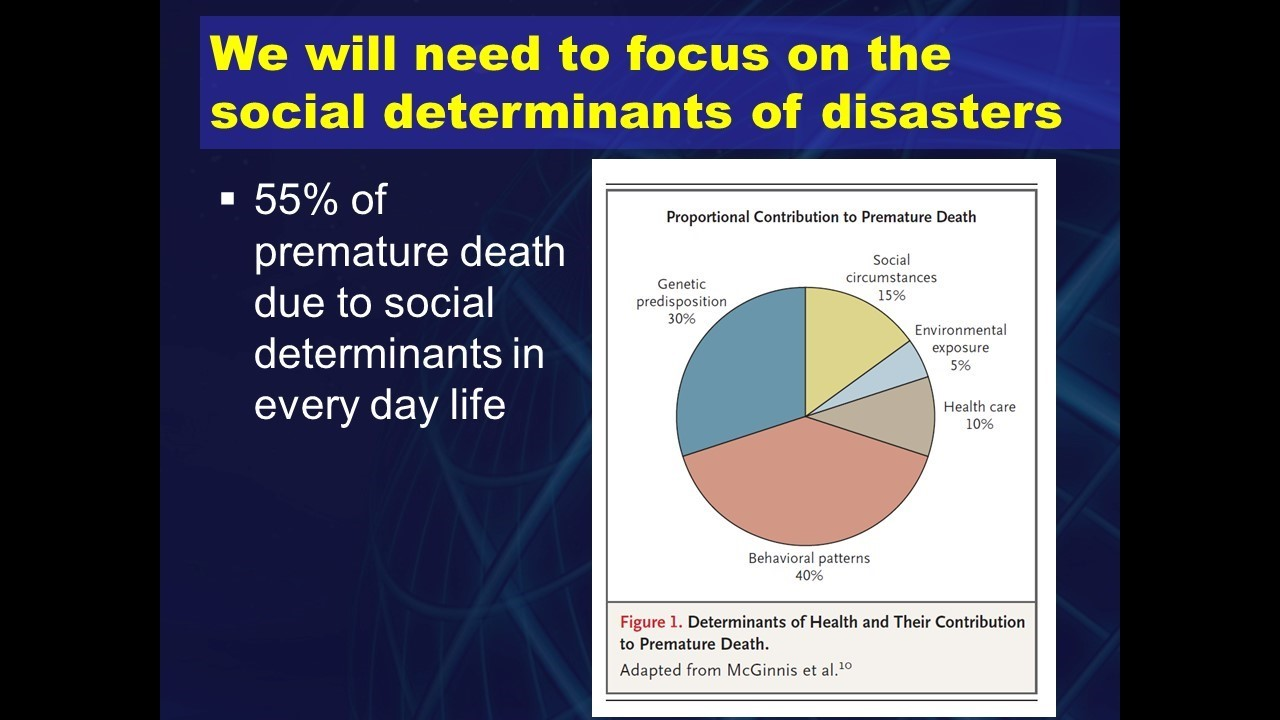 We will need to focus on the
social determinants of disasters
▪ 55% of
premature death
due to social
determinants in
every day life
Proportional Contribution to Premature Death
Social
circumstances
15%
Genetic
predisposition
30%
Environmental
exposure
5%
Health care
10%
Behavioral patterns
40%
Figure 1. Determinants of Health and Their Contribution
to Premature Death.
Adapted from McGinnis et al.¹⁰